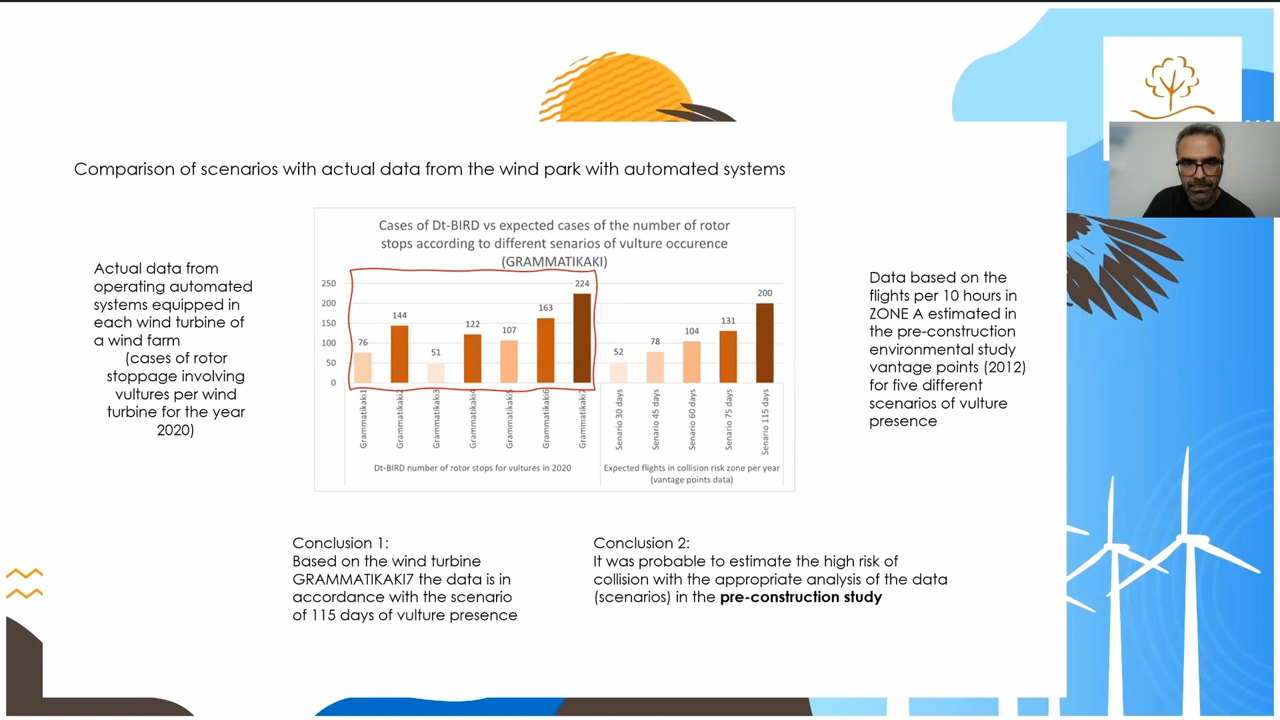 Comparison of scenarios with actual data from the wind park with automated systems
Actual data from
operating automated
systems equipped in
each wind turbine of
a wind farm
(cases of rotor
stoppage involving
vultures per wind
turbine for the year
2020)
Cases of Dt-BIRD vs expected cases of the number of rotor
stops according to different senarios of vulture occurence
(GRAMMATIKAKI)
250
200
150
100
50
0
76
144
51
122
107
163
224
52
78
104
131
200
Grammatikaki1
Grammatikaki2
Grammatikaki3
Grammatikaki4
Grammatikaki5
Grammatikaki6
Grammatikaki7
Senario 30 days
Senario 45 days
Senario 60 days
Senario 75 days
Senario 115 days
Dt-BIRD number of rotor stops for vultures in 2020
Expected flights in collision risk zone per year
(vantage points data)
Data based on the
flights per 10 hours in
ZONE A estimated in
the pre-construction
environmental study
vantage points (2012)
for five different
scenarios of vulture
presence
Conclusion 1:
Based on the wind turbine
GRAMMATIKAKI7 the data is in
accordance with the scenario
of 115 days of vulture presence
Conclusion 2:
It was probable to estimate the high risk of
collision with the appropriate analysis of the data
(scenarios) in the pre-construction study